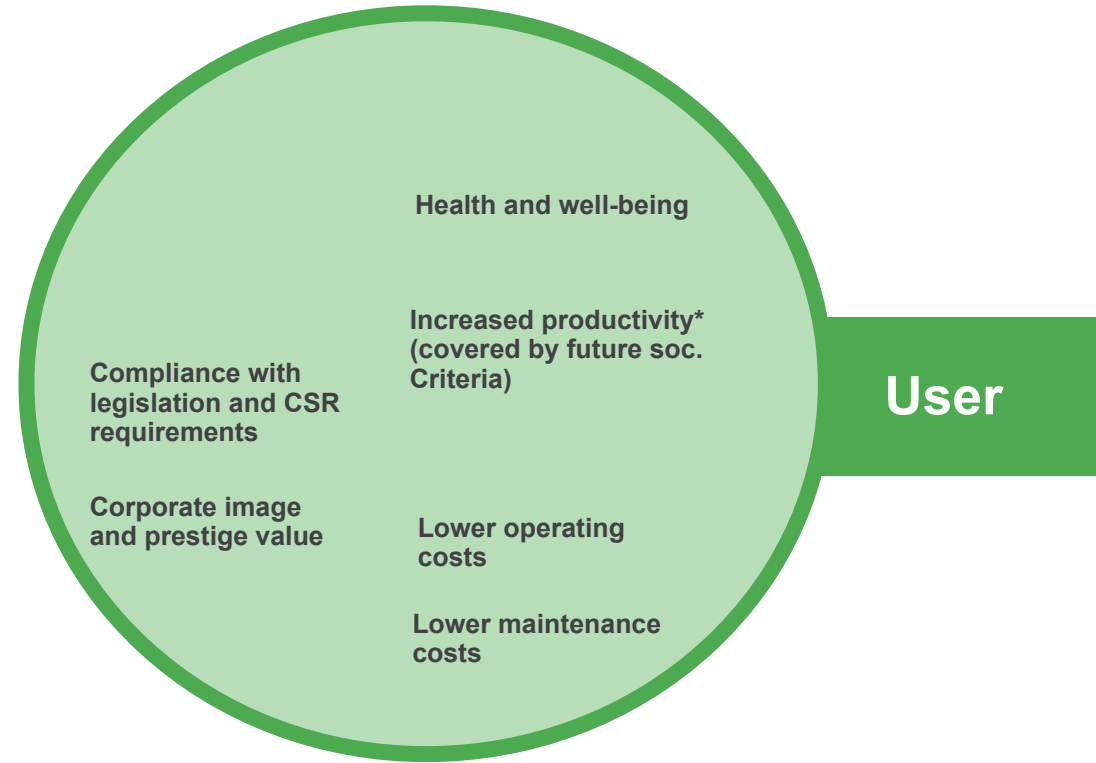 Health and well-being
Increased productivity*
(covered by future soc.
Criteria)
Compliance with
legislation and CSR
requirements
Corporate image
and prestige value
Lower operating
costs
Lower maintenance
costs
User